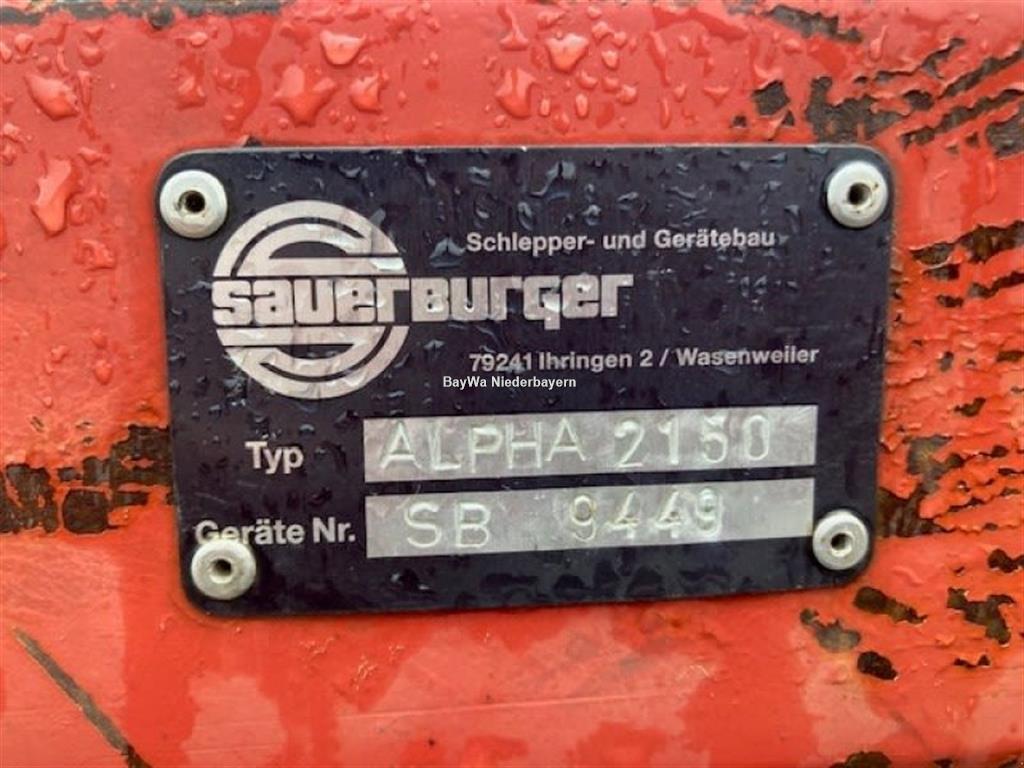 Schlepper- und Gerätebau
sauerburger
79241 Ihringen 2 / Wasenweiler
BayWa Niederbayern
Typ ALPHA 2150
Geräte Nr. SB 9449